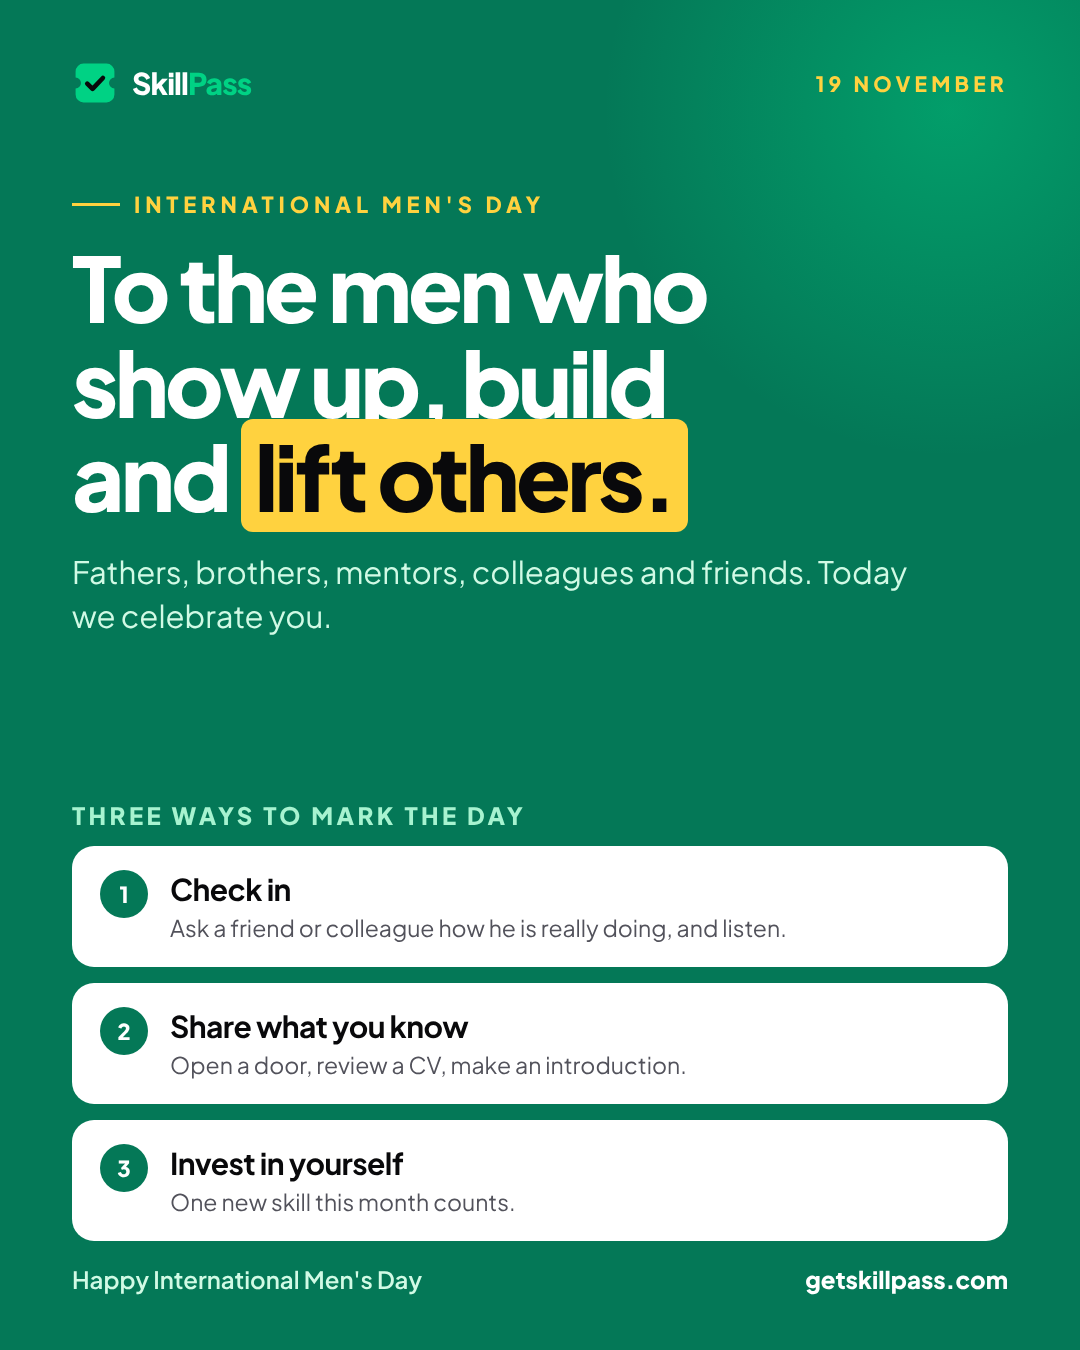 SkillPass
19 NOVEMBER
INTERNATIONAL MEN'S DAY
To the men who
show up, build
and lift others.
Fathers, brothers, mentors, colleagues and friends. Today
we celebrate you.
THREE WAYS TO MARK THE DAY
1
Check in
Ask a friend or colleague how he is really doing, and listen.
2
Share what you know
Open a door, review a CV, make an introduction.
3
Invest in yourself
One new skill this month counts.
Happy International Men's Day
getskillpass.com